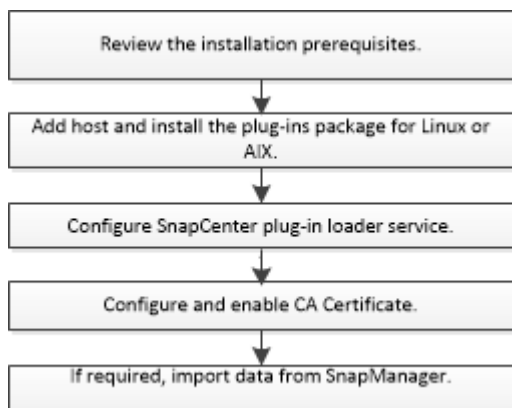 Review the installation prerequisites.
Add host and install the plug-ins package for Linux or
AIX.
Configure SnapCenter plug-in loader service.
Configure and enable CA Certificate.
If required, import data from SnapManager.